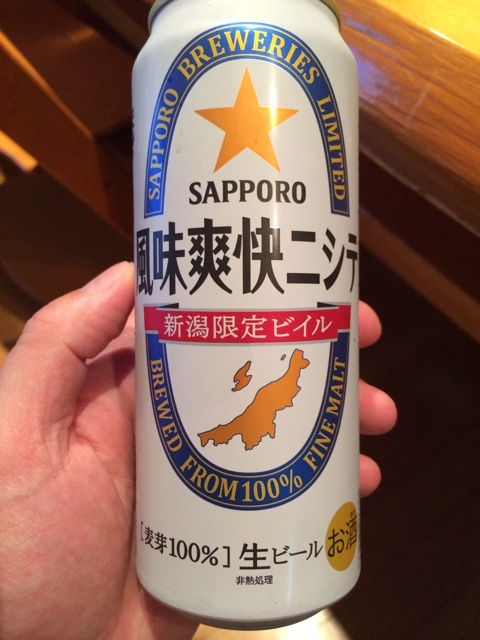 SAPPORO BREWERIES LIMITED
SAPPORO
風味爽快ニシテ
新潟限定ビイル
BREWED FROM 100% FINE MALT
[麦芽100%] 生ビール
お酒
非熱処理